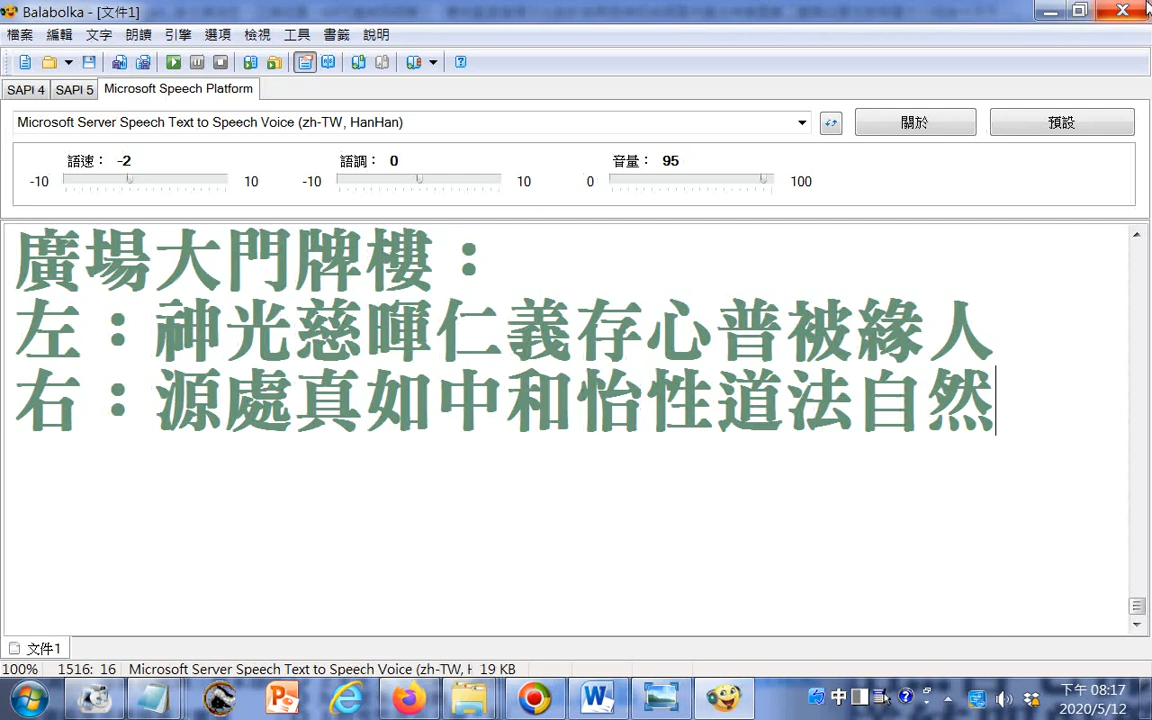 Balabolka - [文件1]
檔案 編輯 文字 朗讀 引擎 選項 檢視 工具 書籤 說明
SAPI 4 SAPI 5 Microsoft Speech Platform
Microsoft Server Speech Text to Speech Voice (zh-TW, HanHan) 關於 預設
語速： -2 語調： 0 音量： 95
-10 10 -10 10 0 100
廣場大門牌樓：
左：神光慈暉仁義存心普被緣人
右：源處真如中和怡性道法自然
文件1
100% 1516: 16 Microsoft Server Speech Text to Speech Voice (zh-TW, H 19 KB
中 下午 08:17
2020/5/12